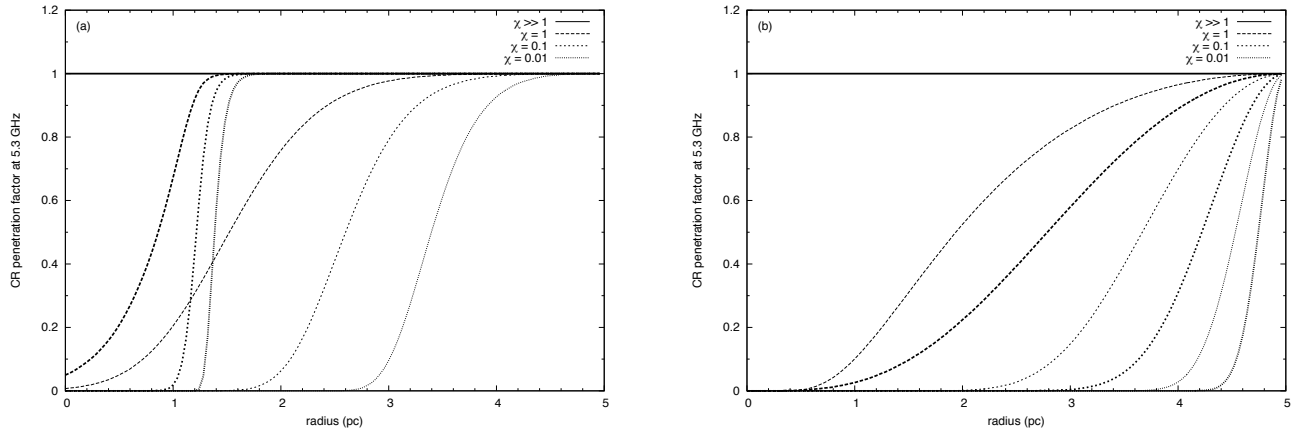 (a)
χ >> 1
χ = 1
χ = 0.1
χ = 0.01
1.2
1
0.8
0.6
0.4
0.2
0
0 1 2 3 4 5
CR penetration factor at 5.3 GHz
radius (pc)
(b)
χ >> 1
χ = 1
χ = 0.1
χ = 0.01
1.2
1
0.8
0.6
0.4
0.2
0
0 1 2 3 4 5
CR penetration factor at 5.3 GHz
radius (pc)